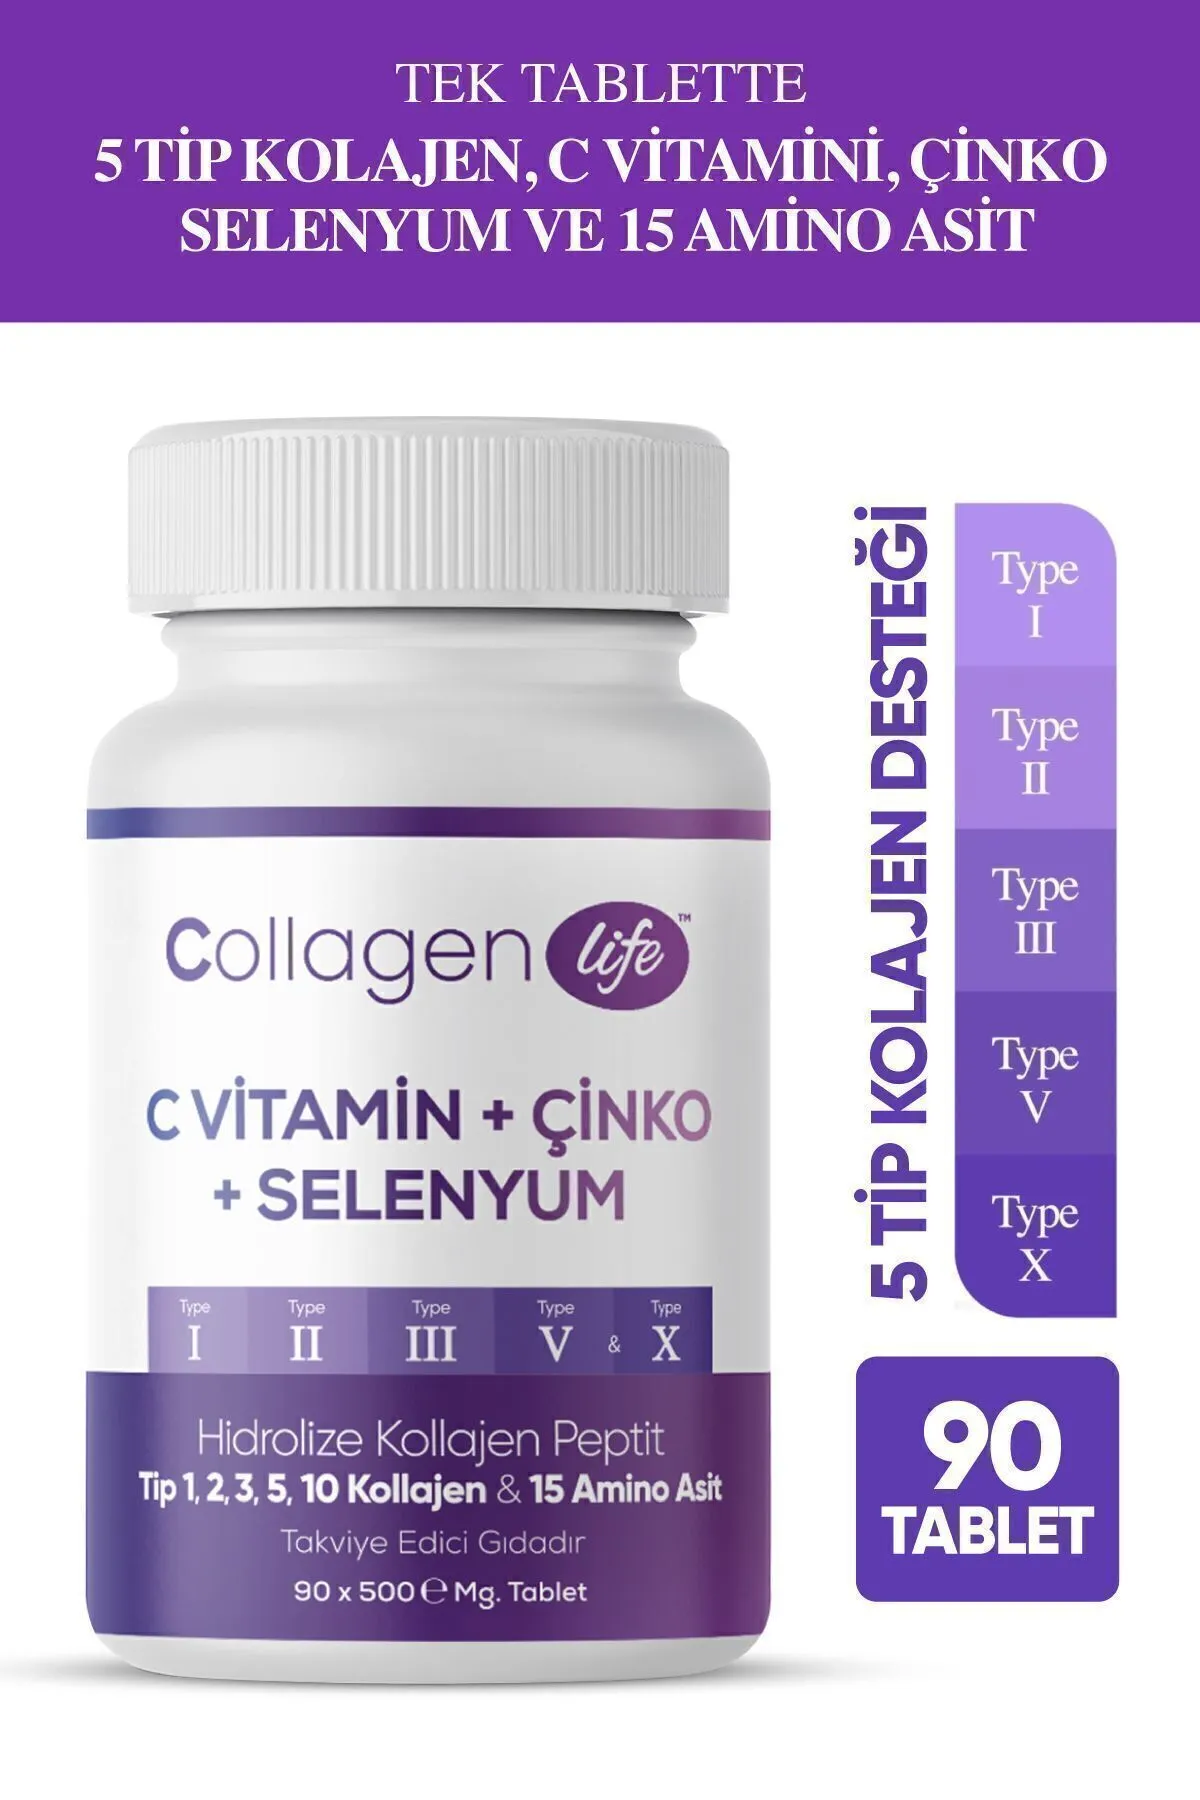 TEK TABLETTE
5 TİP KOLAJEN, C VİTAMİNİ, ÇİNKO
SELENYUM VE 15 AMİNO ASİT
Collagen life™
C VİTAMİN + ÇİNKO
+ SELENYUM
Type I Type II Type III Type V & Type X
Hidrolize Kollajen Peptit
Tip 1, 2, 3, 5, 10 Kollajen & 15 Amino Asit
Takviye Edici Gıdadır
90 x 500 ℮ Mg. Tablet
5 TİP KOLAJEN DESTEĞİ
Type
I
Type
II
Type
III
Type
V
Type
X
90
TABLET